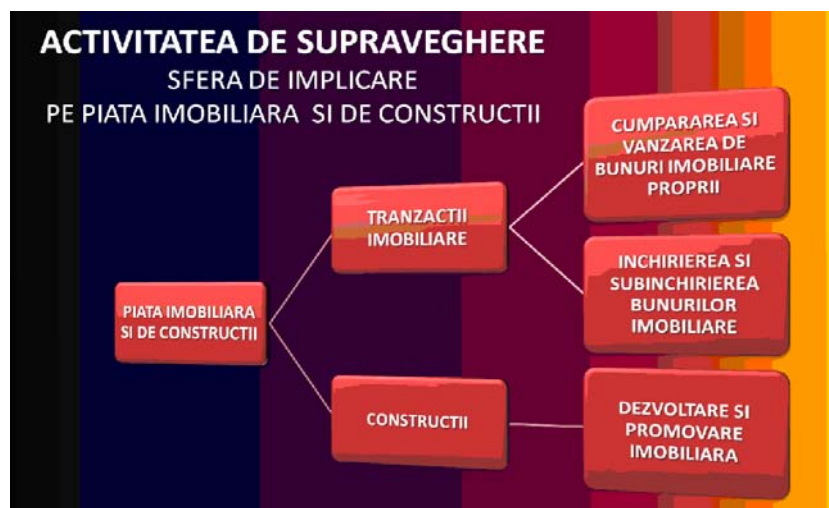 ACTIVITATEA DE SUPRAVEGHERE
SFERA DE IMPLICARE
PE PIATA IMOBILIARA SI DE CONSTRUCTII
PIATA IMOBILIARA
SI DE CONSTRUCTII
TRANZACTII
IMOBILIARE
CUMPARAREA SI
VANZAREA DE
BUNURI IMOBILIARE
PROPRII
INCHIRIEREA SI
SUBINCHIRIEREA
BUNURILOR
IMOBILIARE
CONSTRUCTII
DEZVOLTARE SI
PROMOVARE
IMOBILIARA